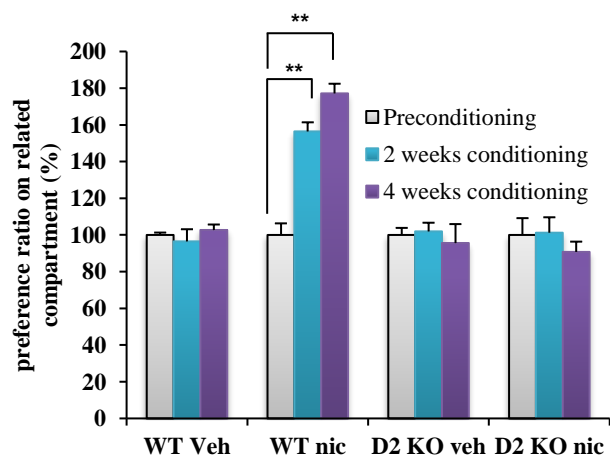 **
**
200
180
160
140
120
100
80
60
40
20
0
preference ratio on related
compartment (%)
Preconditioning
2 weeks conditioning
4 weeks conditioning
WT Veh
WT nic
D2 KO veh
D2 KO nic